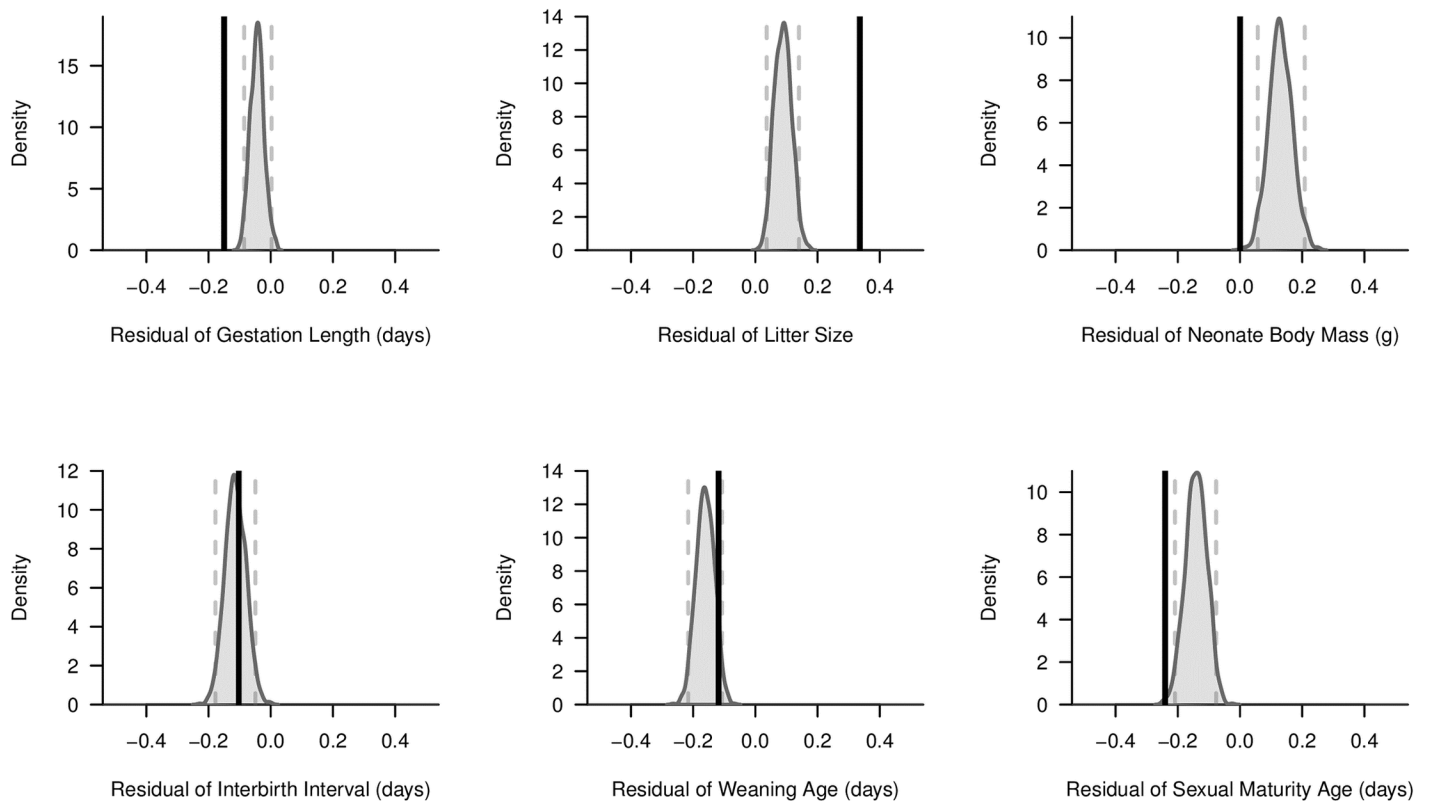 Density
15
10
5
0
−0.4 −0.2 0.0 0.2 0.4
Residual of Gestation Length (days)
Density
14
12
10
8
6
4
2
0
−0.4 −0.2 0.0 0.2 0.4
Residual of Litter Size
Density
10
8
6
4
2
0
−0.4 −0.2 0.0 0.2 0.4
Residual of Neonate Body Mass (g)
Density
12
10
8
6
4
2
0
−0.4 −0.2 0.0 0.2 0.4
Residual of Interbirth Interval (days)
Density
14
12
10
8
6
4
2
0
−0.4 −0.2 0.0 0.2 0.4
Residual of Weaning Age (days)
Density
10
8
6
4
2
0
−0.4 −0.2 0.0 0.2 0.4
Residual of Sexual Maturity Age (days)